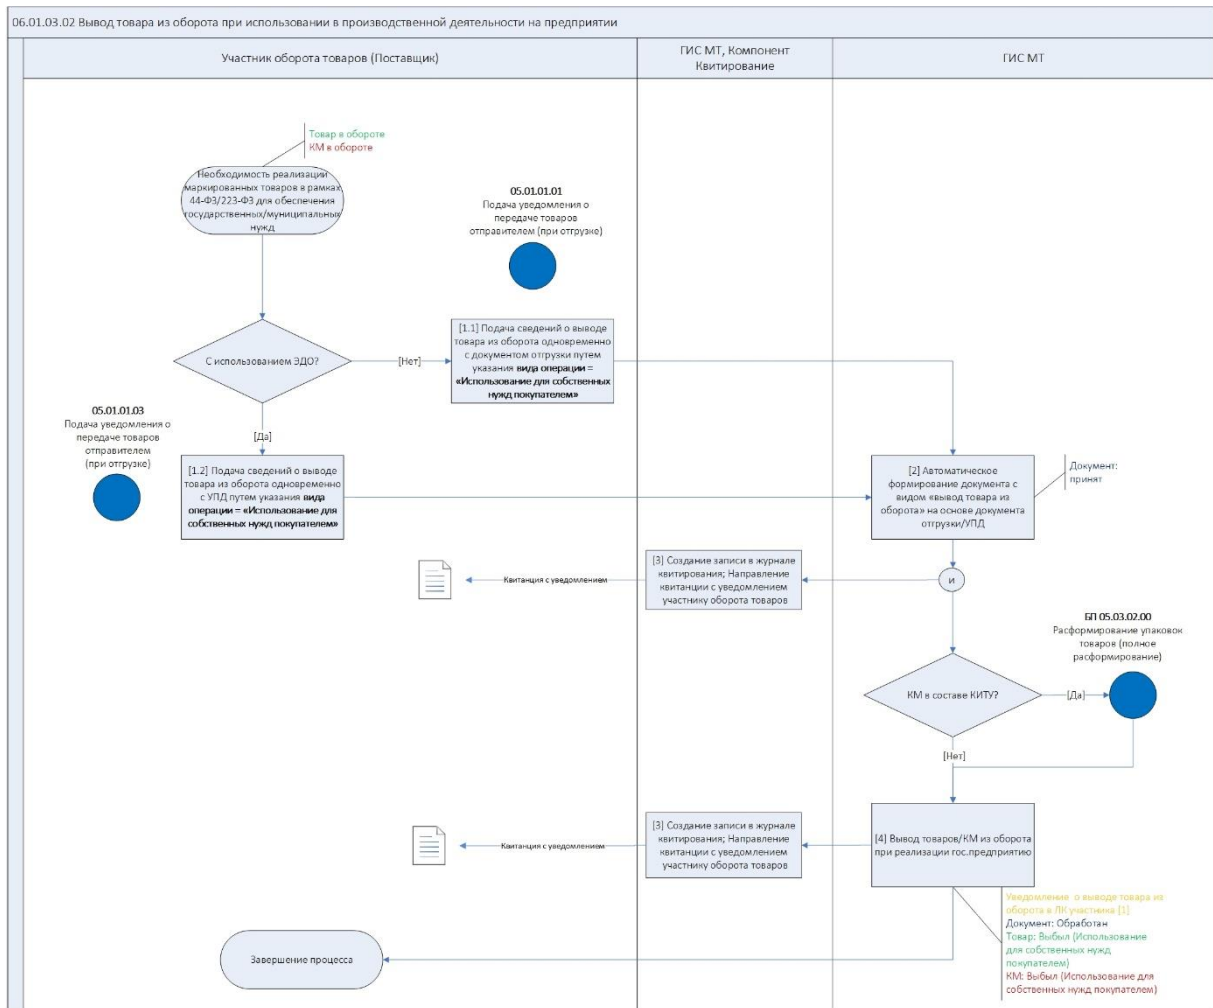 06.01.03.02 Вывод товара из оборота при использовании в производственной деятельности на предприятии
Участник оборота товаров (Поставщик)
ГИС МТ, Компонент
Квитирование
ГИС МТ
Товар в обороте
КМ в обороте
Необходимость реализации
маркированных товаров в рамках
44-ФЗ/223-ФЗ для обеспечения
государственных/муниципальных
нужд
05.01.01.01
Подача уведомления о
передаче товаров
отправителем (при отгрузке)
С использованием ЭДО?
[Нет]
[1.1] Подача сведений о выводе
товара из оборота одновременно
с документом отгрузки путем
указания вида операции =
«Использование для собственных
нужд покупателем»
05.01.01.03
Подача уведомления о
передаче товаров
отправителем
(при отгрузке)
[Да]
[1.2] Подача сведений о выводе
товара из оборота одновременно
с УПД путем указания вида
операции = «Использование для
собственных нужд покупателем»
[2] Автоматическое
формирование документа с
видом «вывод товара из
оборота» на основе документа
отгрузки/УПД
Документ:
принят
Квитанция с уведомлением
[3] Создание записи в журнале
квитирования; Направление
квитанции с уведомлением
участнику оборота товаров
и
БП 05.03.02.00
Расформирование упаковок
товаров (полное
расформирование)
КМ в составе КИТУ?
[Да]
[Нет]
Квитанция с уведомлением
[3] Создание записи в журнале
квитирования; Направление
квитанции с уведомлением
участнику оборота товаров
[4] Вывод товаров/КМ из оборота
при реализации гос.предприятию
Уведомление о выводе товара из
оборота в ЛК участника [1]
Документ: Обработан
Товар: Выбыл (Использование
для собственных нужд
покупателем)
КМ: Выбыл (Использование для
собственных нужд покупателем)
Завершение процесса